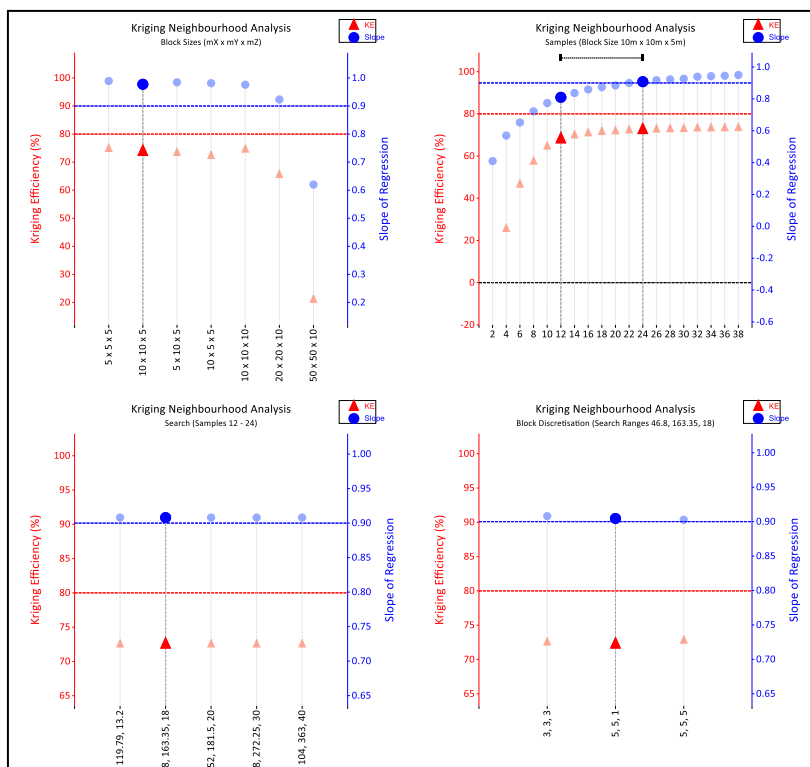 Kriging Neighbourhood Analysis
Block Sizes (mX x mY x mZ)
KE
Slope
Kriging Efficiency (%)
100
90
80
70
60
50
40
30
20
Slope of Regression
1.0
0.9
0.8
0.7
0.6
0.5
0.4
0.3
0.2
5 x 5 x 5
10 x 10 x 5
5 x 10 x 5
10 x 5 x 5
10 x 10 x 10
20 x 20 x 10
50 x 50 x 10
Kriging Neighbourhood Analysis
Samples (Block Size 10m x 10m x 5m)
KE
Slope
Kriging Efficiency (%)
100
80
60
40
20
0
-20
Slope of Regression
1.0
0.8
0.6
0.4
0.2
0.0
-0.2
-0.4
-0.6
2 4 6 8 10 12 14 16 18 20 22 24 26 28 30 32 34 36 38
Kriging Neighbourhood Analysis
Search (Samples 12 - 24)
KE
Slope
Kriging Efficiency (%)
100
95
90
85
80
75
70
65
Slope of Regression
1.00
0.95
0.90
0.85
0.80
0.75
0.70
0.65
119.79, 13.2
8, 163.35, 18
52, 181.5, 20
8, 272.25, 30
104, 363, 40
Kriging Neighbourhood Analysis
Block Discretisation (Search Ranges 46.8, 163.35, 18)
KE
Slope
Kriging Efficiency (%)
100
95
90
85
80
75
70
65
Slope of Regression
1.00
0.95
0.90
0.85
0.80
0.75
0.70
0.65
3, 3, 3
5, 5, 1
5, 5, 5